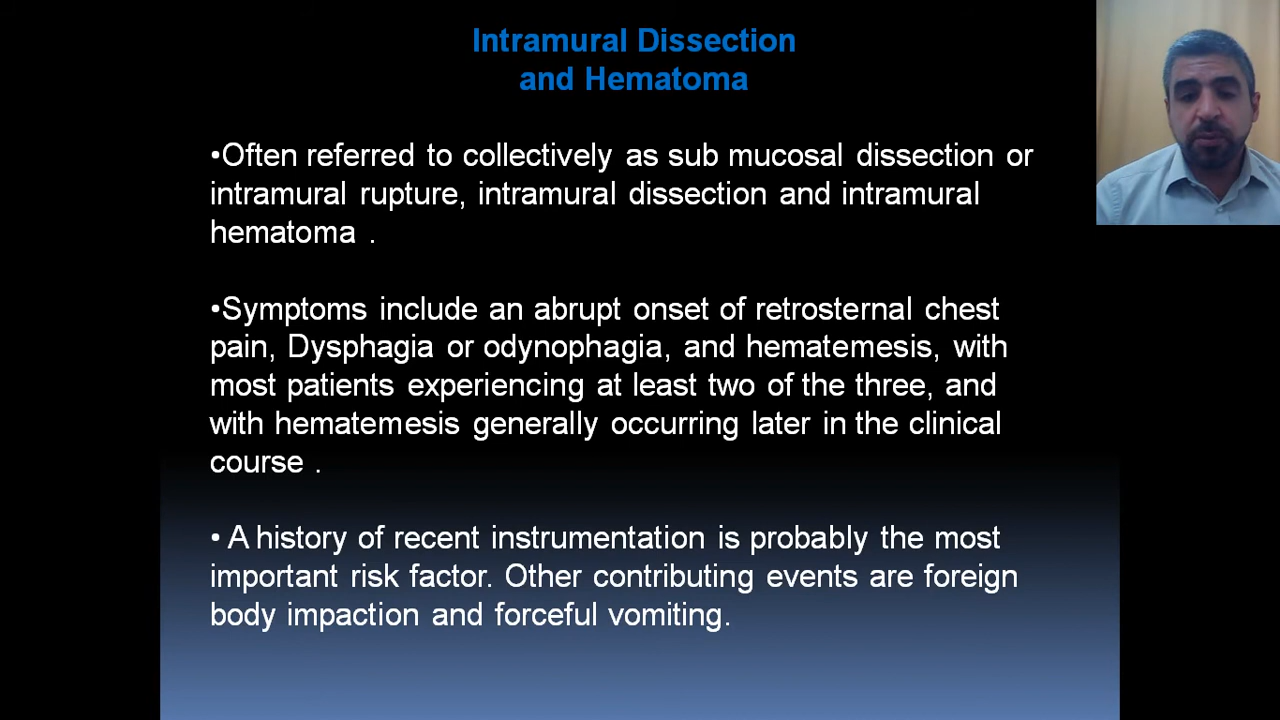 Intramural Dissection
and Hematoma
•Often referred to collectively as sub mucosal dissection or
intramural rupture, intramural dissection and intramural
hematoma .
•Symptoms include an abrupt onset of retrosternal chest
pain, Dysphagia or odynophagia, and hematemesis, with
most patients experiencing at least two of the three, and
with hematemesis generally occurring later in the clinical
course .
• A history of recent instrumentation is probably the most
important risk factor. Other contributing events are foreign
body impaction and forceful vomiting.